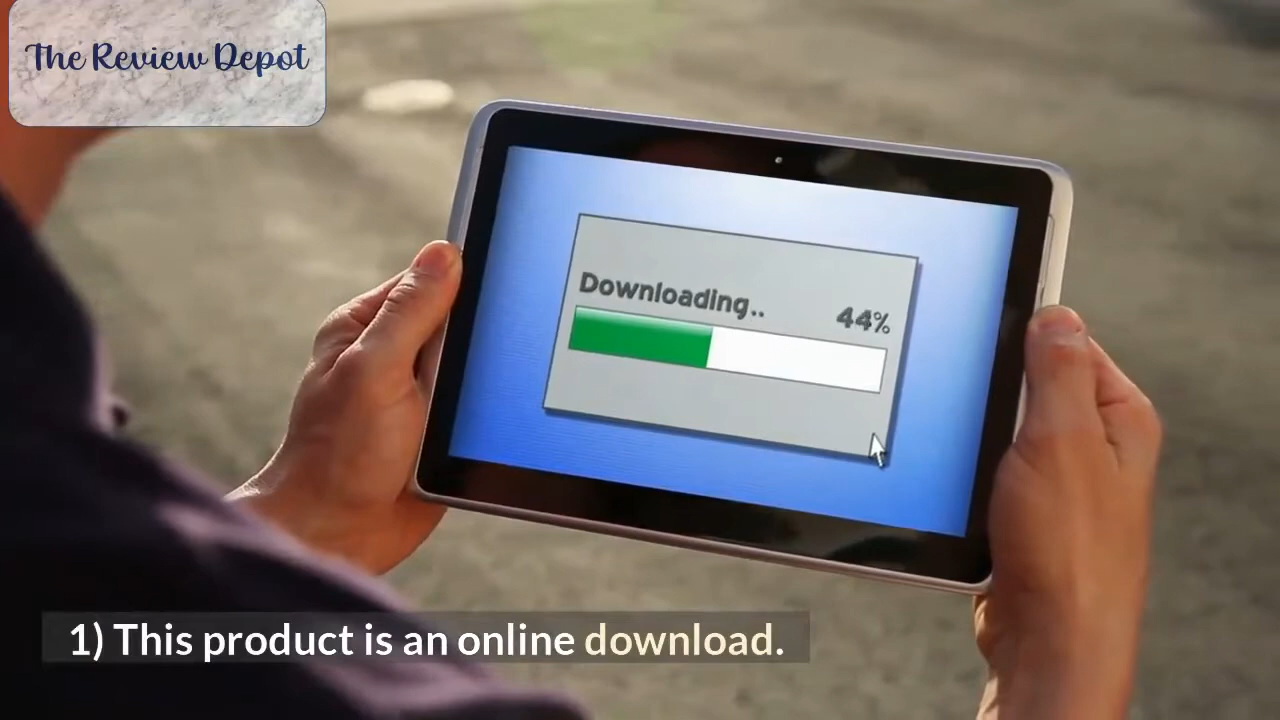 The Review Depot
Downloading.. 44%
1) This product is an online download.